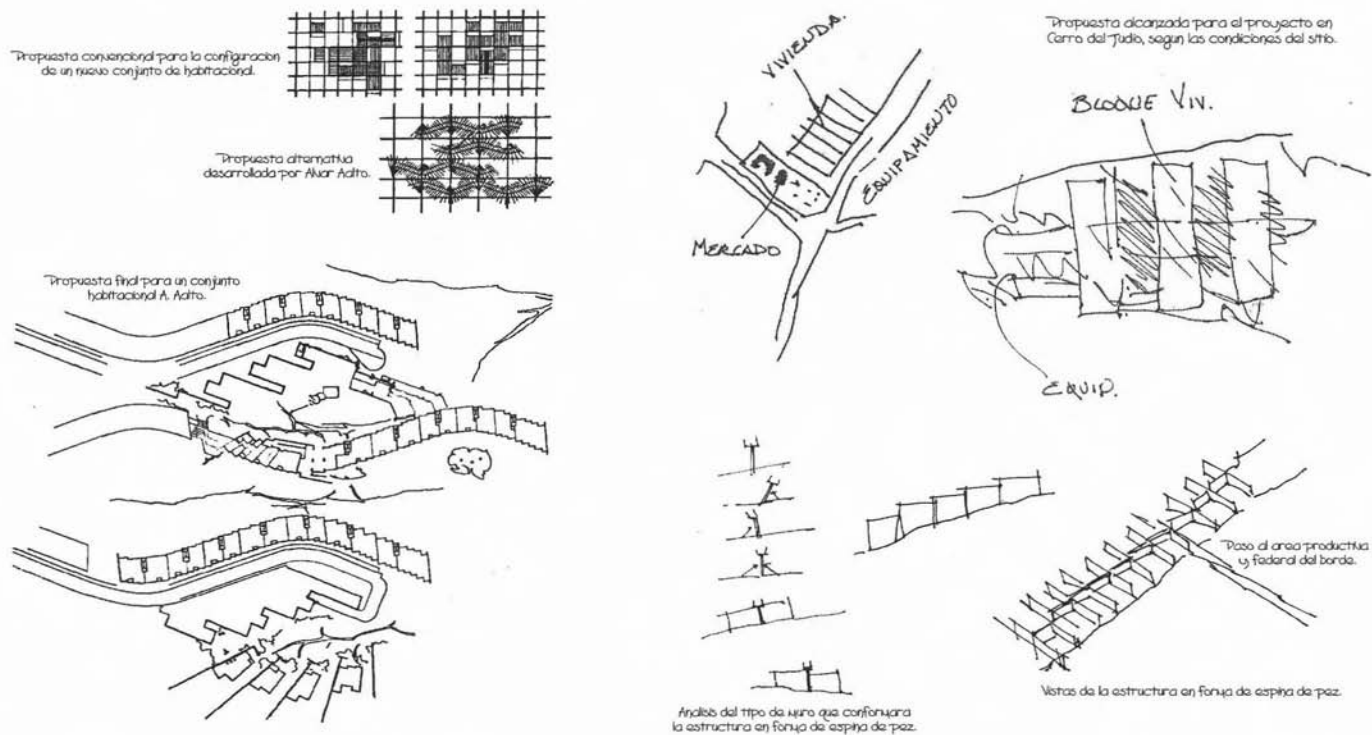 Propuesta convencional para la configuracion
de un nuevo conjunto de habitacional.
Propuesta alternativa
desarrollada por Alvar Aalto.
Propuesta final para un conjunto
habitacional A. Aalto.
Propuesta alcanzada para el proyecto en
Cerro del Judio, segun las condiciones del sitio.
VIVIENDA.
EQUIPAMIENTO
MERCADO
BLOQUE VIV.
EQUIP.
Analisis del tipo de muro que conformara
la estructura en forma de espina de pez.
Paso al area productiva
y federal del borde.
Vistas de la estructura en forma de espina de pez.